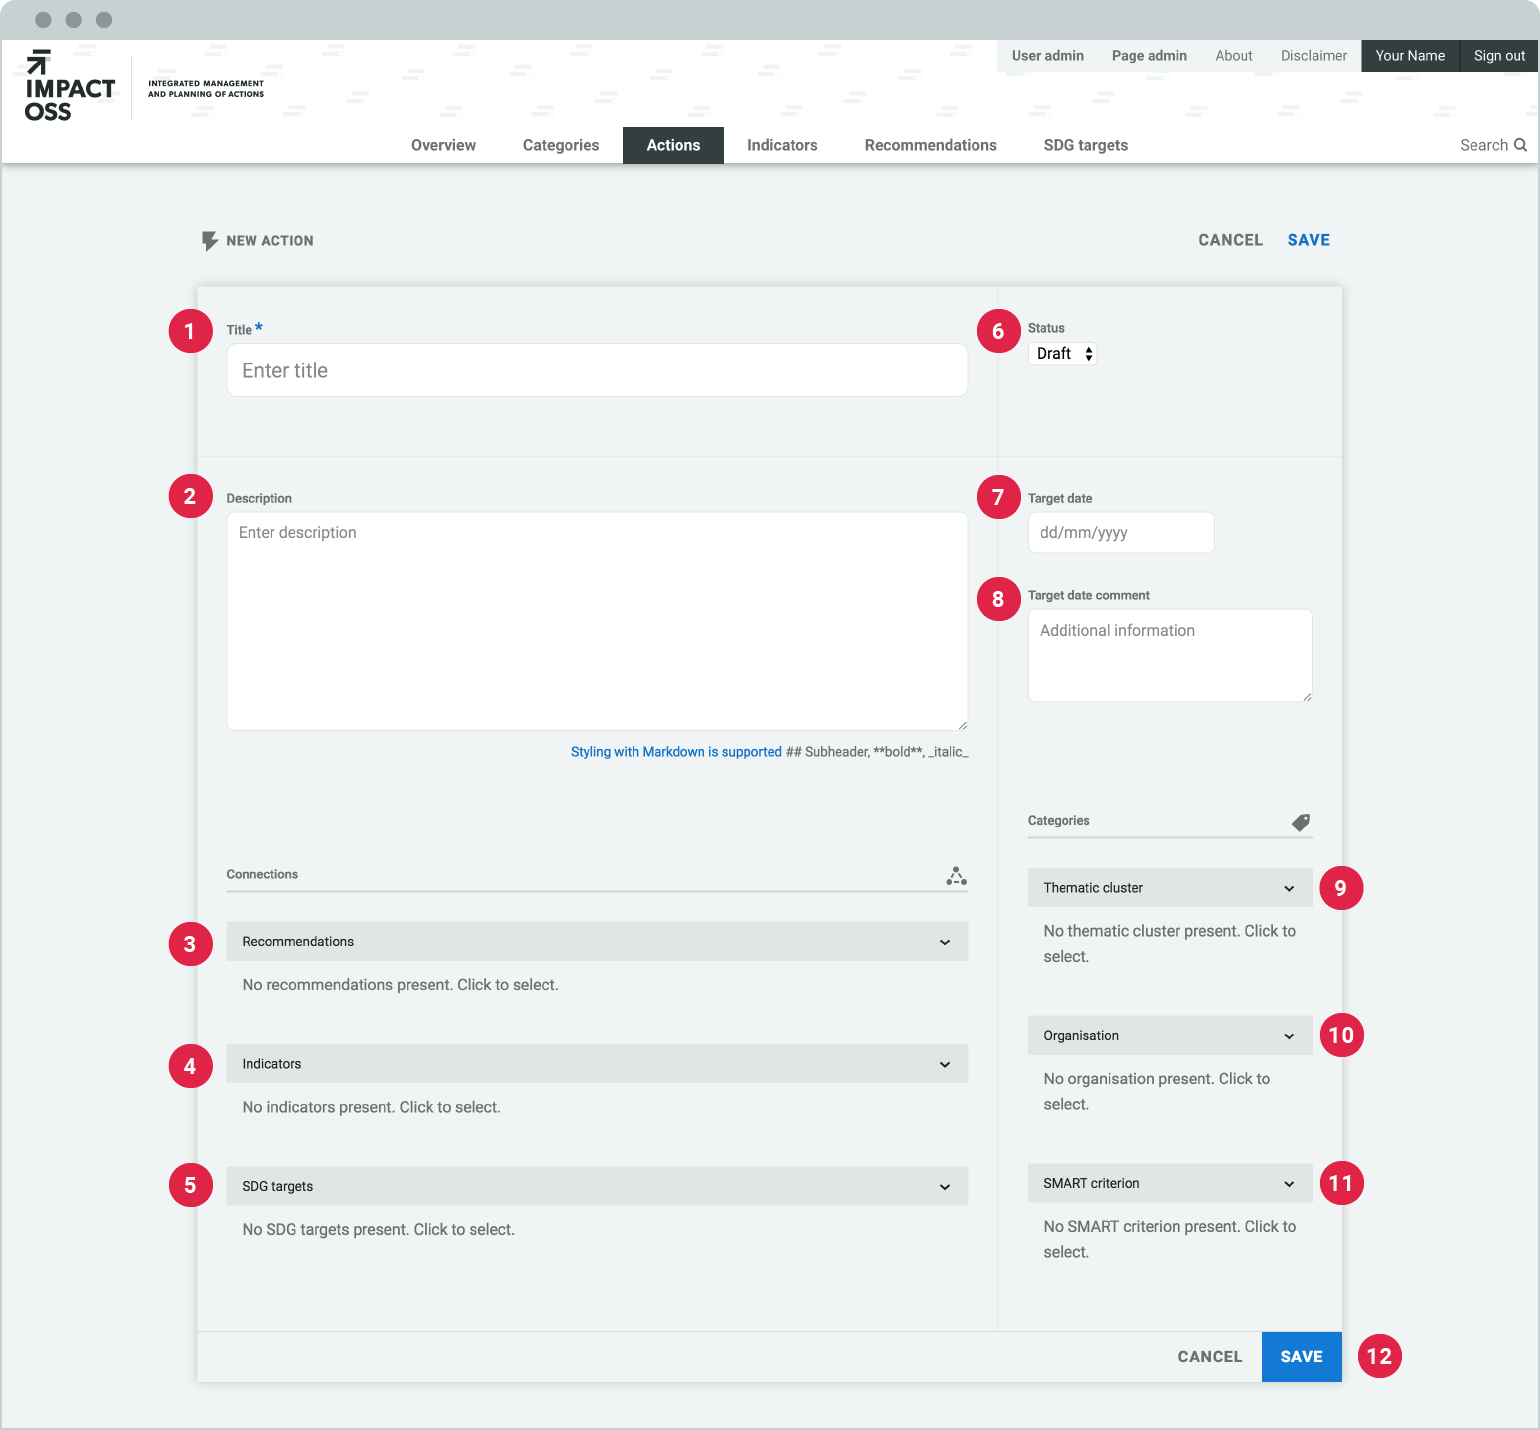 IMPACT
OSS
INTEGRATED MANAGEMENT
AND PLANNING OF ACTIONS
User admin Page admin About Disclaimer Your Name Sign out
Overview Categories Actions Indicators Recommendations SDG targets Search
NEW ACTION CANCEL SAVE
1 Title *
Enter title
6 Status
Draft
2 Description
Enter description
Styling with Markdown is supported ## Subheader, **bold**, _italic_
7 Target date
dd/mm/yyyy
8 Target date comment
Additional information
Connections
3 Recommendations
No recommendations present. Click to select.
4 Indicators
No indicators present. Click to select.
5 SDG targets
No SDG targets present. Click to select.
Categories
Thematic cluster 9
No thematic cluster present. Click to
select.
Organisation 10
No organisation present. Click to
select.
SMART criterion 11
No SMART criterion present. Click to
select.
CANCEL SAVE 12